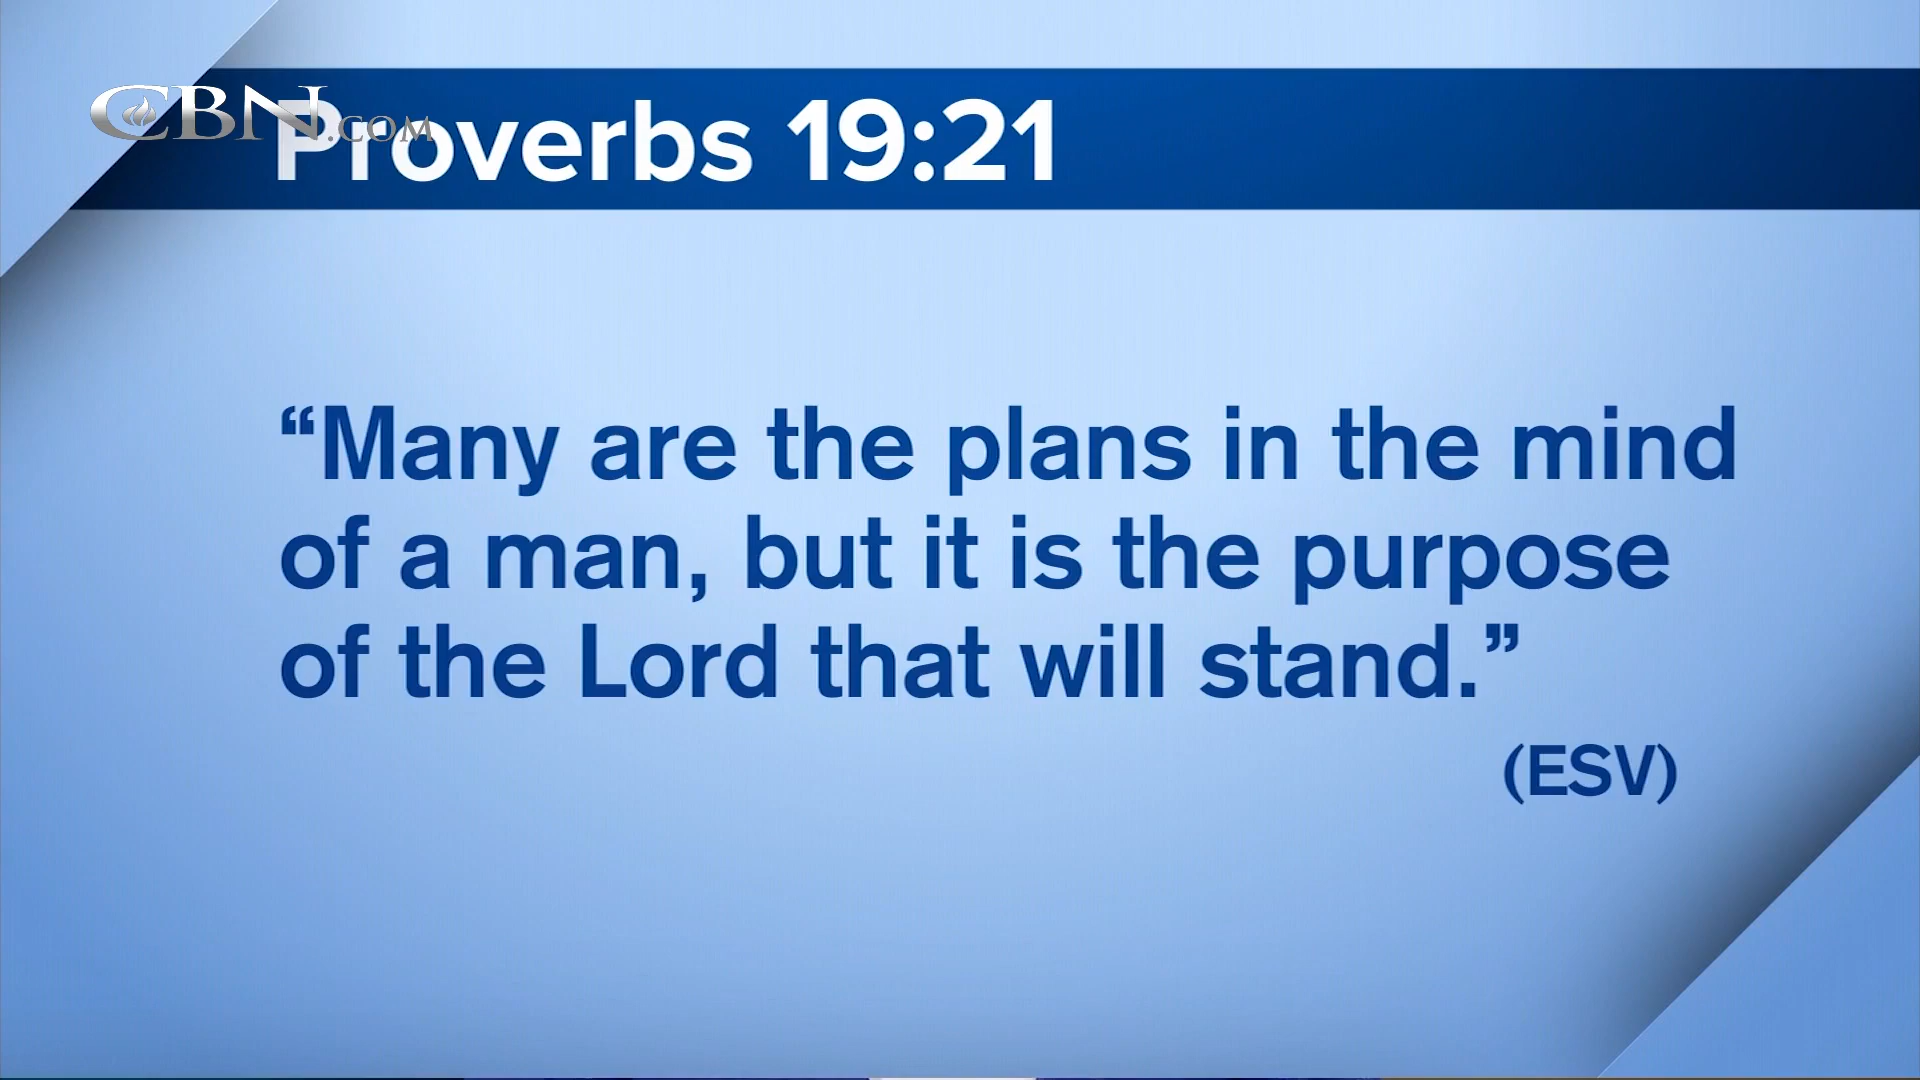 CBN.COM
Proverbs 19:21
“Many are the plans in the mind
of a man, but it is the purpose
of the Lord that will stand.”
(ESV)